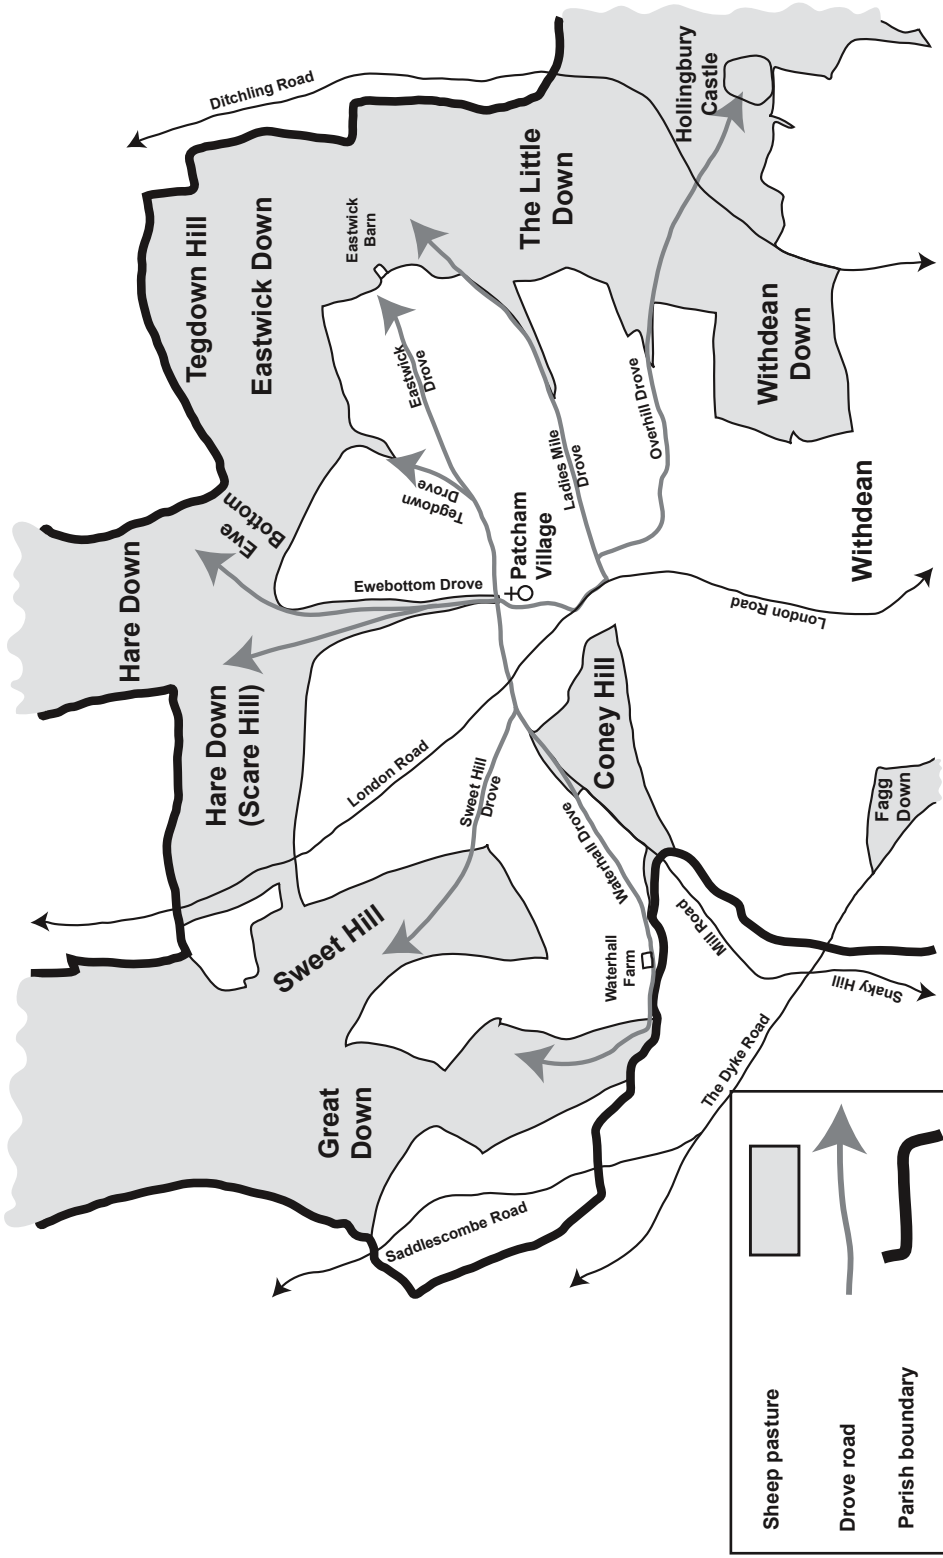 Ditchling Road
Hollingbury
Castle
Tegdown Hill
Eastwick Down
Eastwick
Barn
The Little
Down
Withdean
Down
Eastwick
Drove
Tegdown
Drove
Ladies Mile
Drove
Overhill Drove
Ewe
Bottom
Hare Down
Ewebottom Drove
Patcham
Village
Withdean
London Road
Hare Down
(Scare Hill)
London Road
Sweet Hill
Drove
Coney Hill
Fagg
Down
Waterhall Drove
Sweet Hill
Waterhall
Farm
Mill Road
Snaky Hill
The Dyke Road
Great
Down
Saddlescombe Road
Sheep pasture
Drove road
Parish boundary